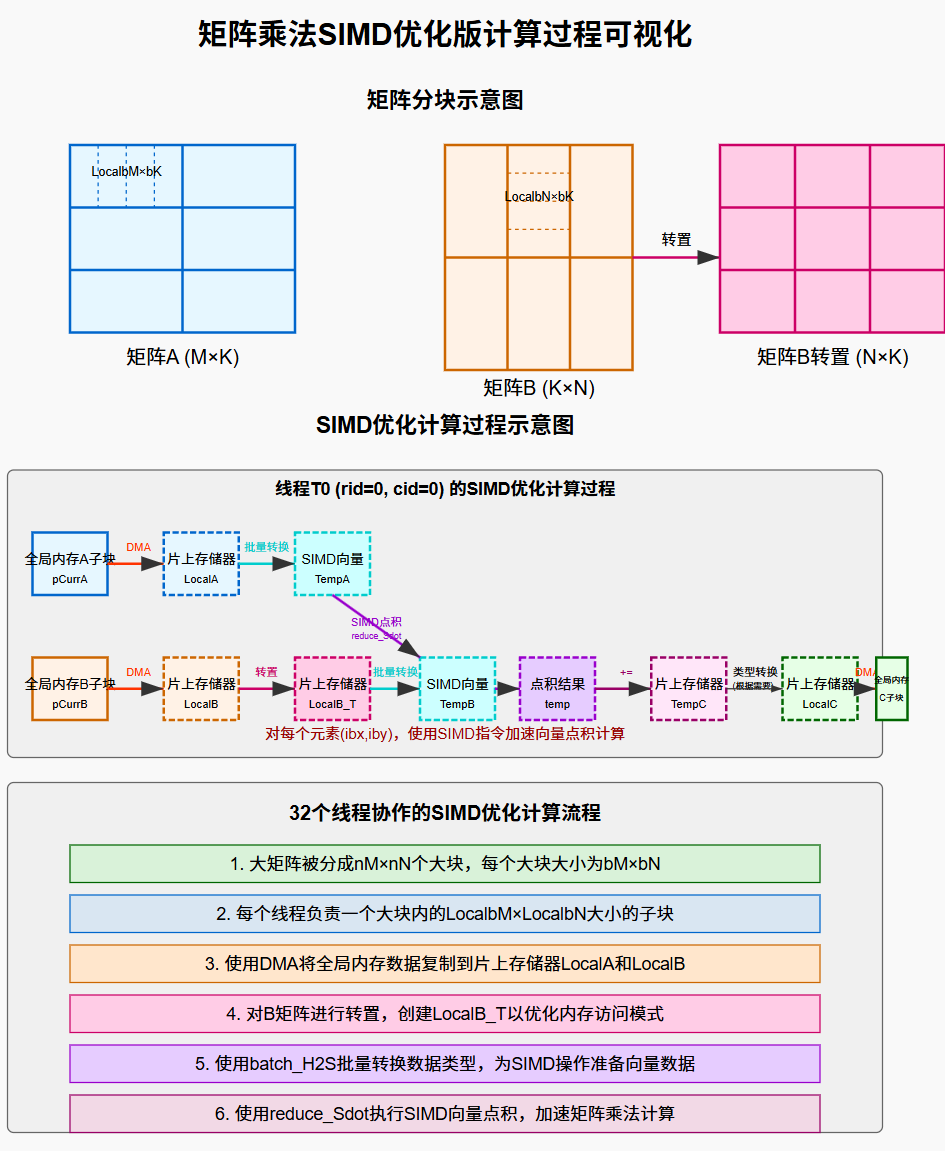 矩阵乘法SIMD优化版计算过程可视化
矩阵分块示意图
LocalbM×bK
LocalbN×bK
转置
矩阵A (M×K)
矩阵B (K×N)
矩阵B转置 (N×K)
SIMD优化计算过程示意图
线程T0 (rid=0, cid=0) 的SIMD优化计算过程
全局内存A子块
pCurrA
DMA
片上存储器
LocalA
批量转换
SIMD向量
TempA
SIMD点积
reduce_Sdot
全局内存B子块
pCurrB
DMA
片上存储器
LocalB
转置
片上存储器
LocalB_T
批量转换
SIMD向量
TempB
点积结果
temp
+=
片上存储器
TempC
类型转换
(根据需要)
片上存储器
LocalC
DMA
全局内存
C子块
对每个元素(ibx,iby)，使用SIMD指令加速向量点积计算
32个线程协作的SIMD优化计算流程
1. 大矩阵被分成nM×nN个大块，每个大块大小为bM×bN
2. 每个线程负责一个大块内的LocalbM×LocalbN大小的子块
3. 使用DMA将全局内存数据复制到片上存储器LocalA和LocalB
4. 对B矩阵进行转置，创建LocalB_T以优化内存访问模式
5. 使用batch_H2S批量转换数据类型，为SIMD操作准备向量数据
6. 使用reduce_Sdot执行SIMD向量点积，加速矩阵乘法计算